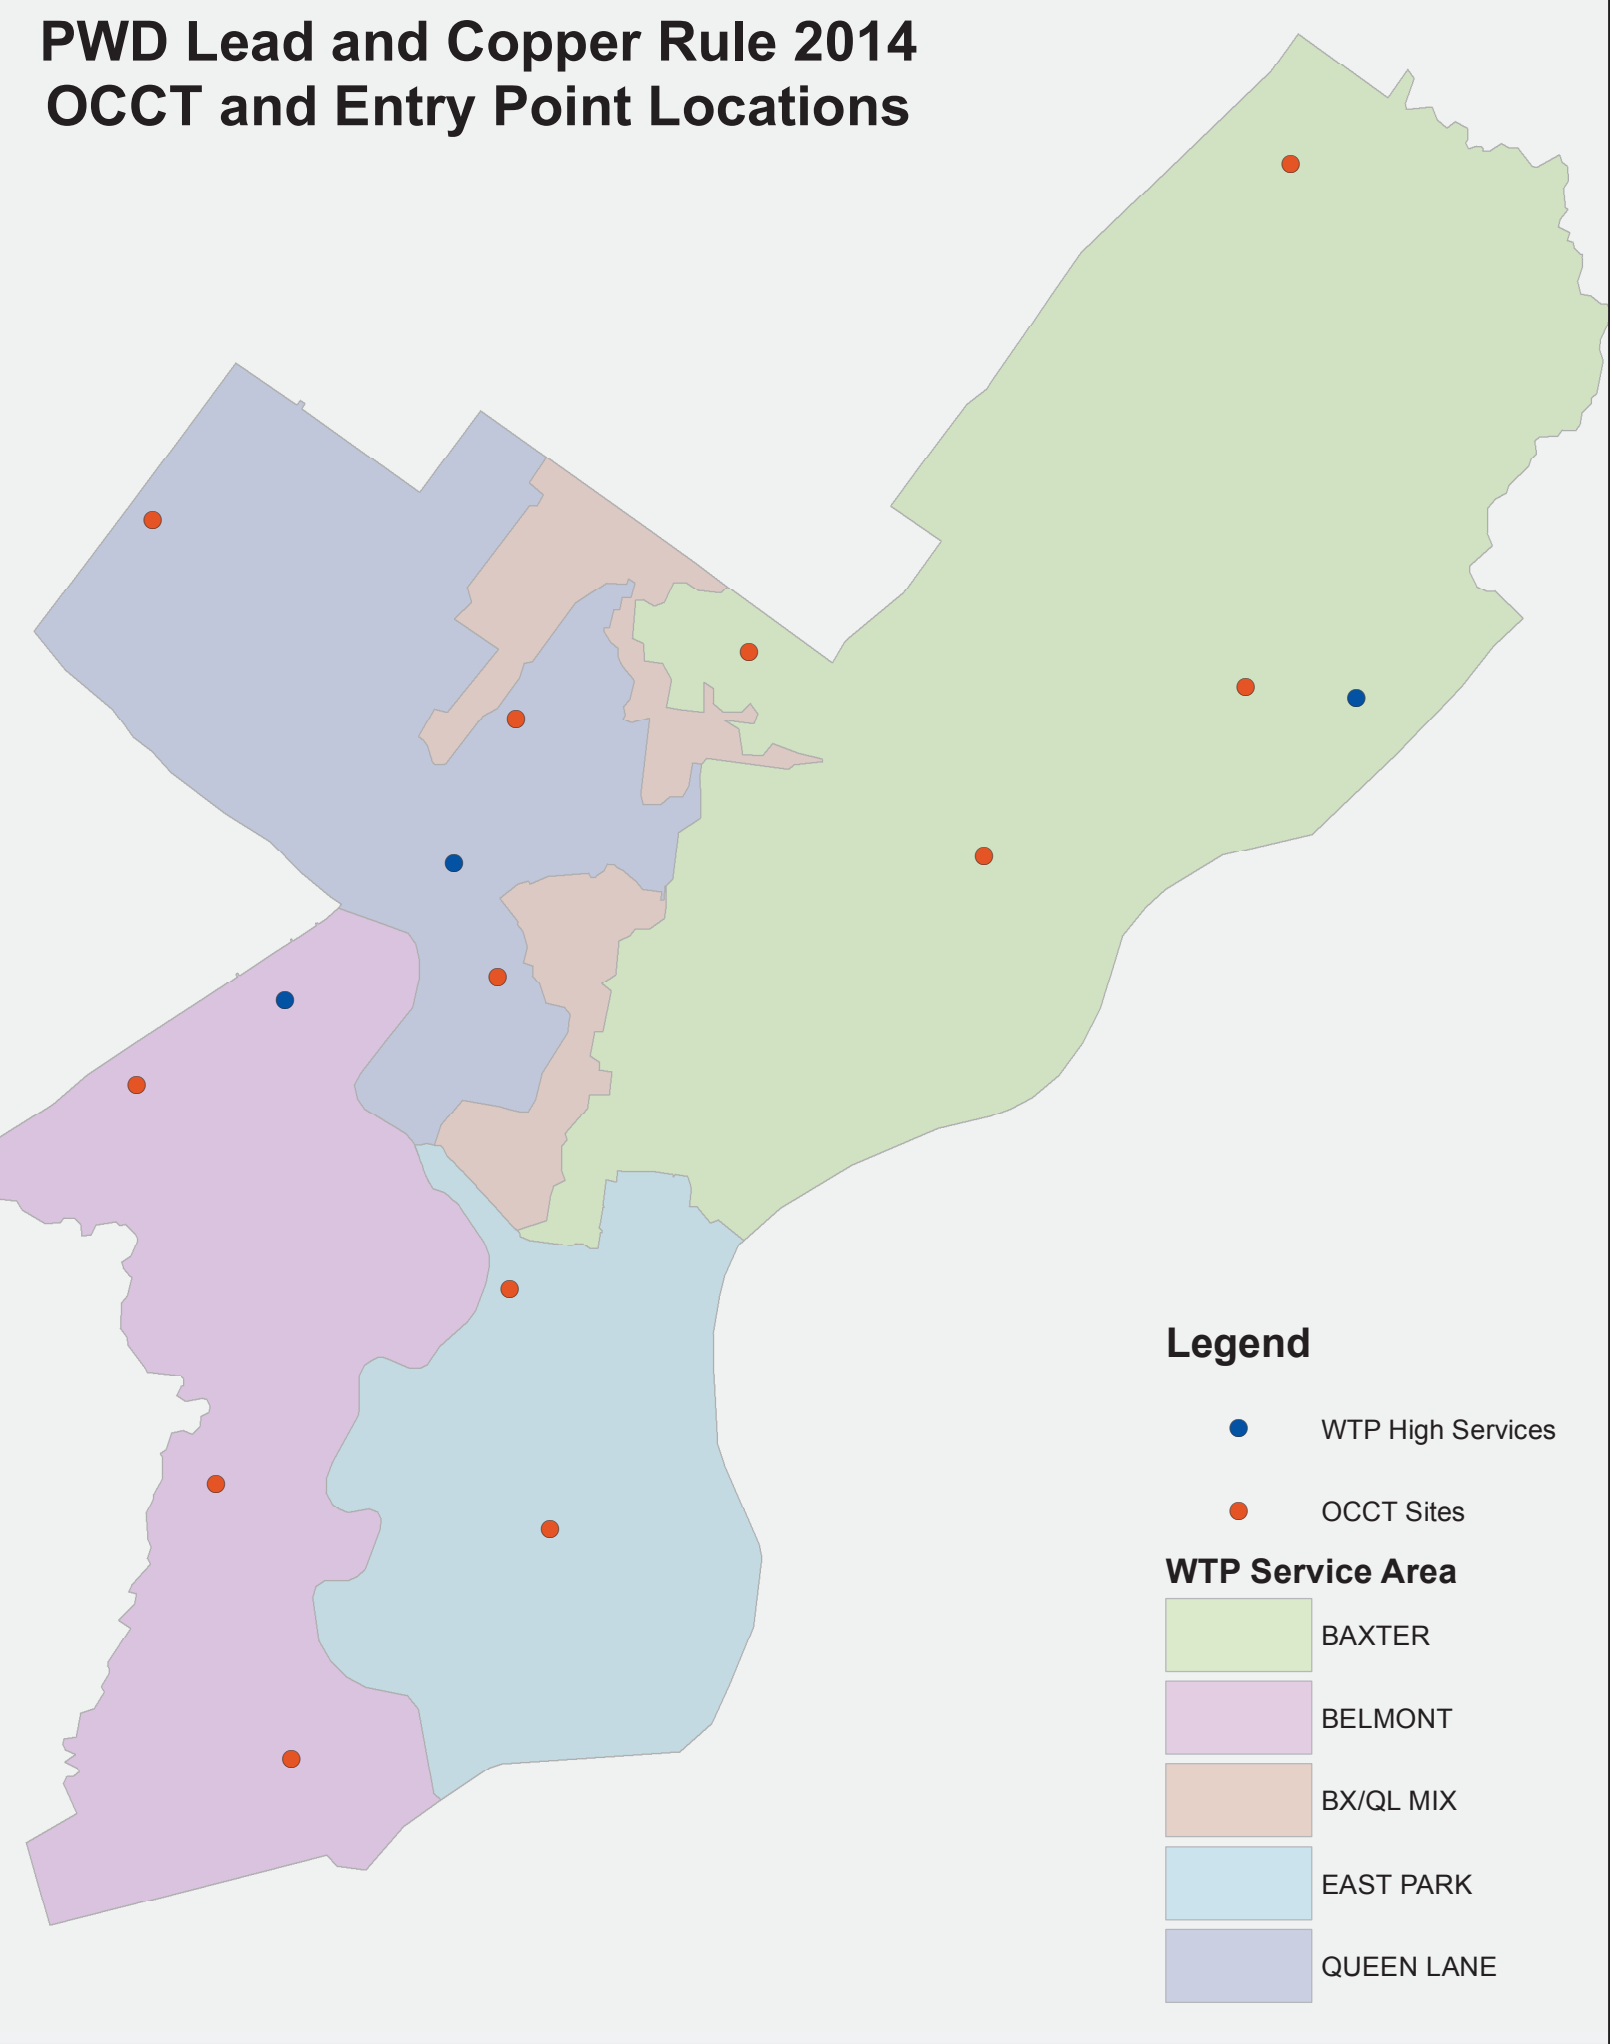 PWD Lead and Copper Rule 2014
OCCT and Entry Point Locations
Legend
WTP High Services
OCCT Sites
WTP Service Area
BAXTER
BELMONT
BX/QL MIX
EAST PARK
QUEEN LANE